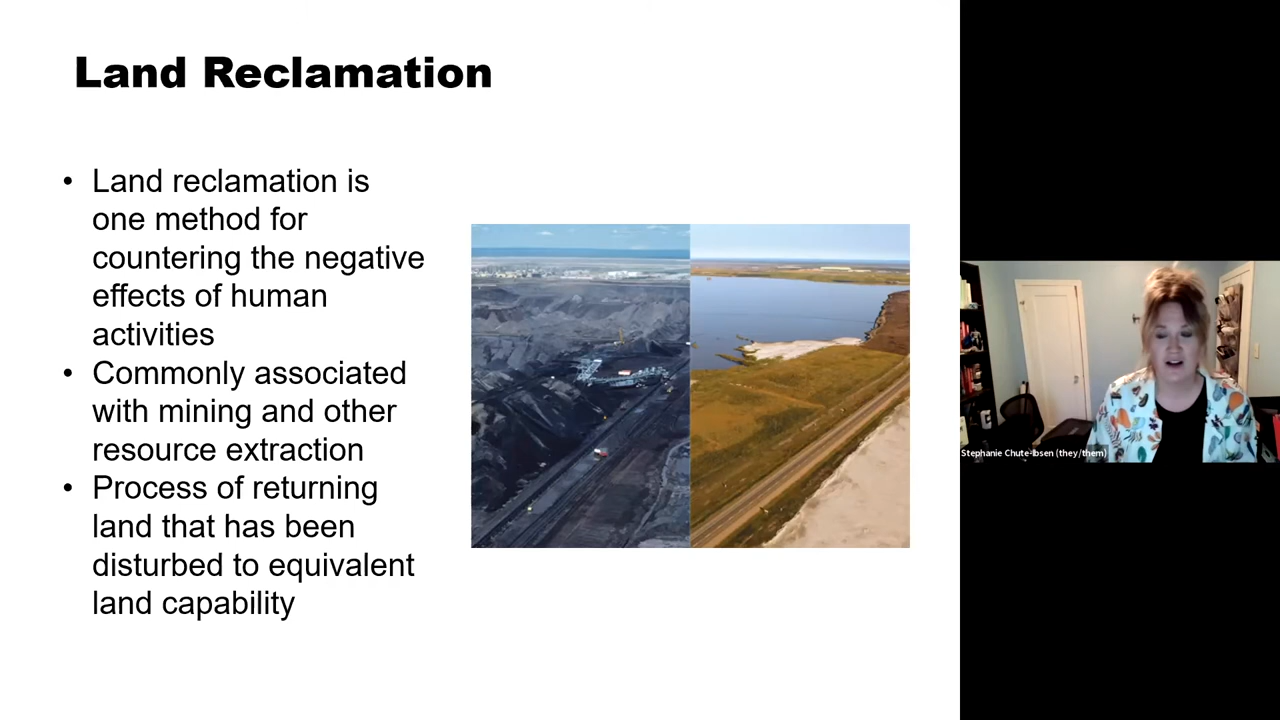 Land Reclamation
• Land reclamation is
one method for
countering the negative
effects of human
activities
• Commonly associated
with mining and other
resource extraction
• Process of returning
land that has been
disturbed to equivalent
land capability
Stephanie Chute-Ibsen (they/them)